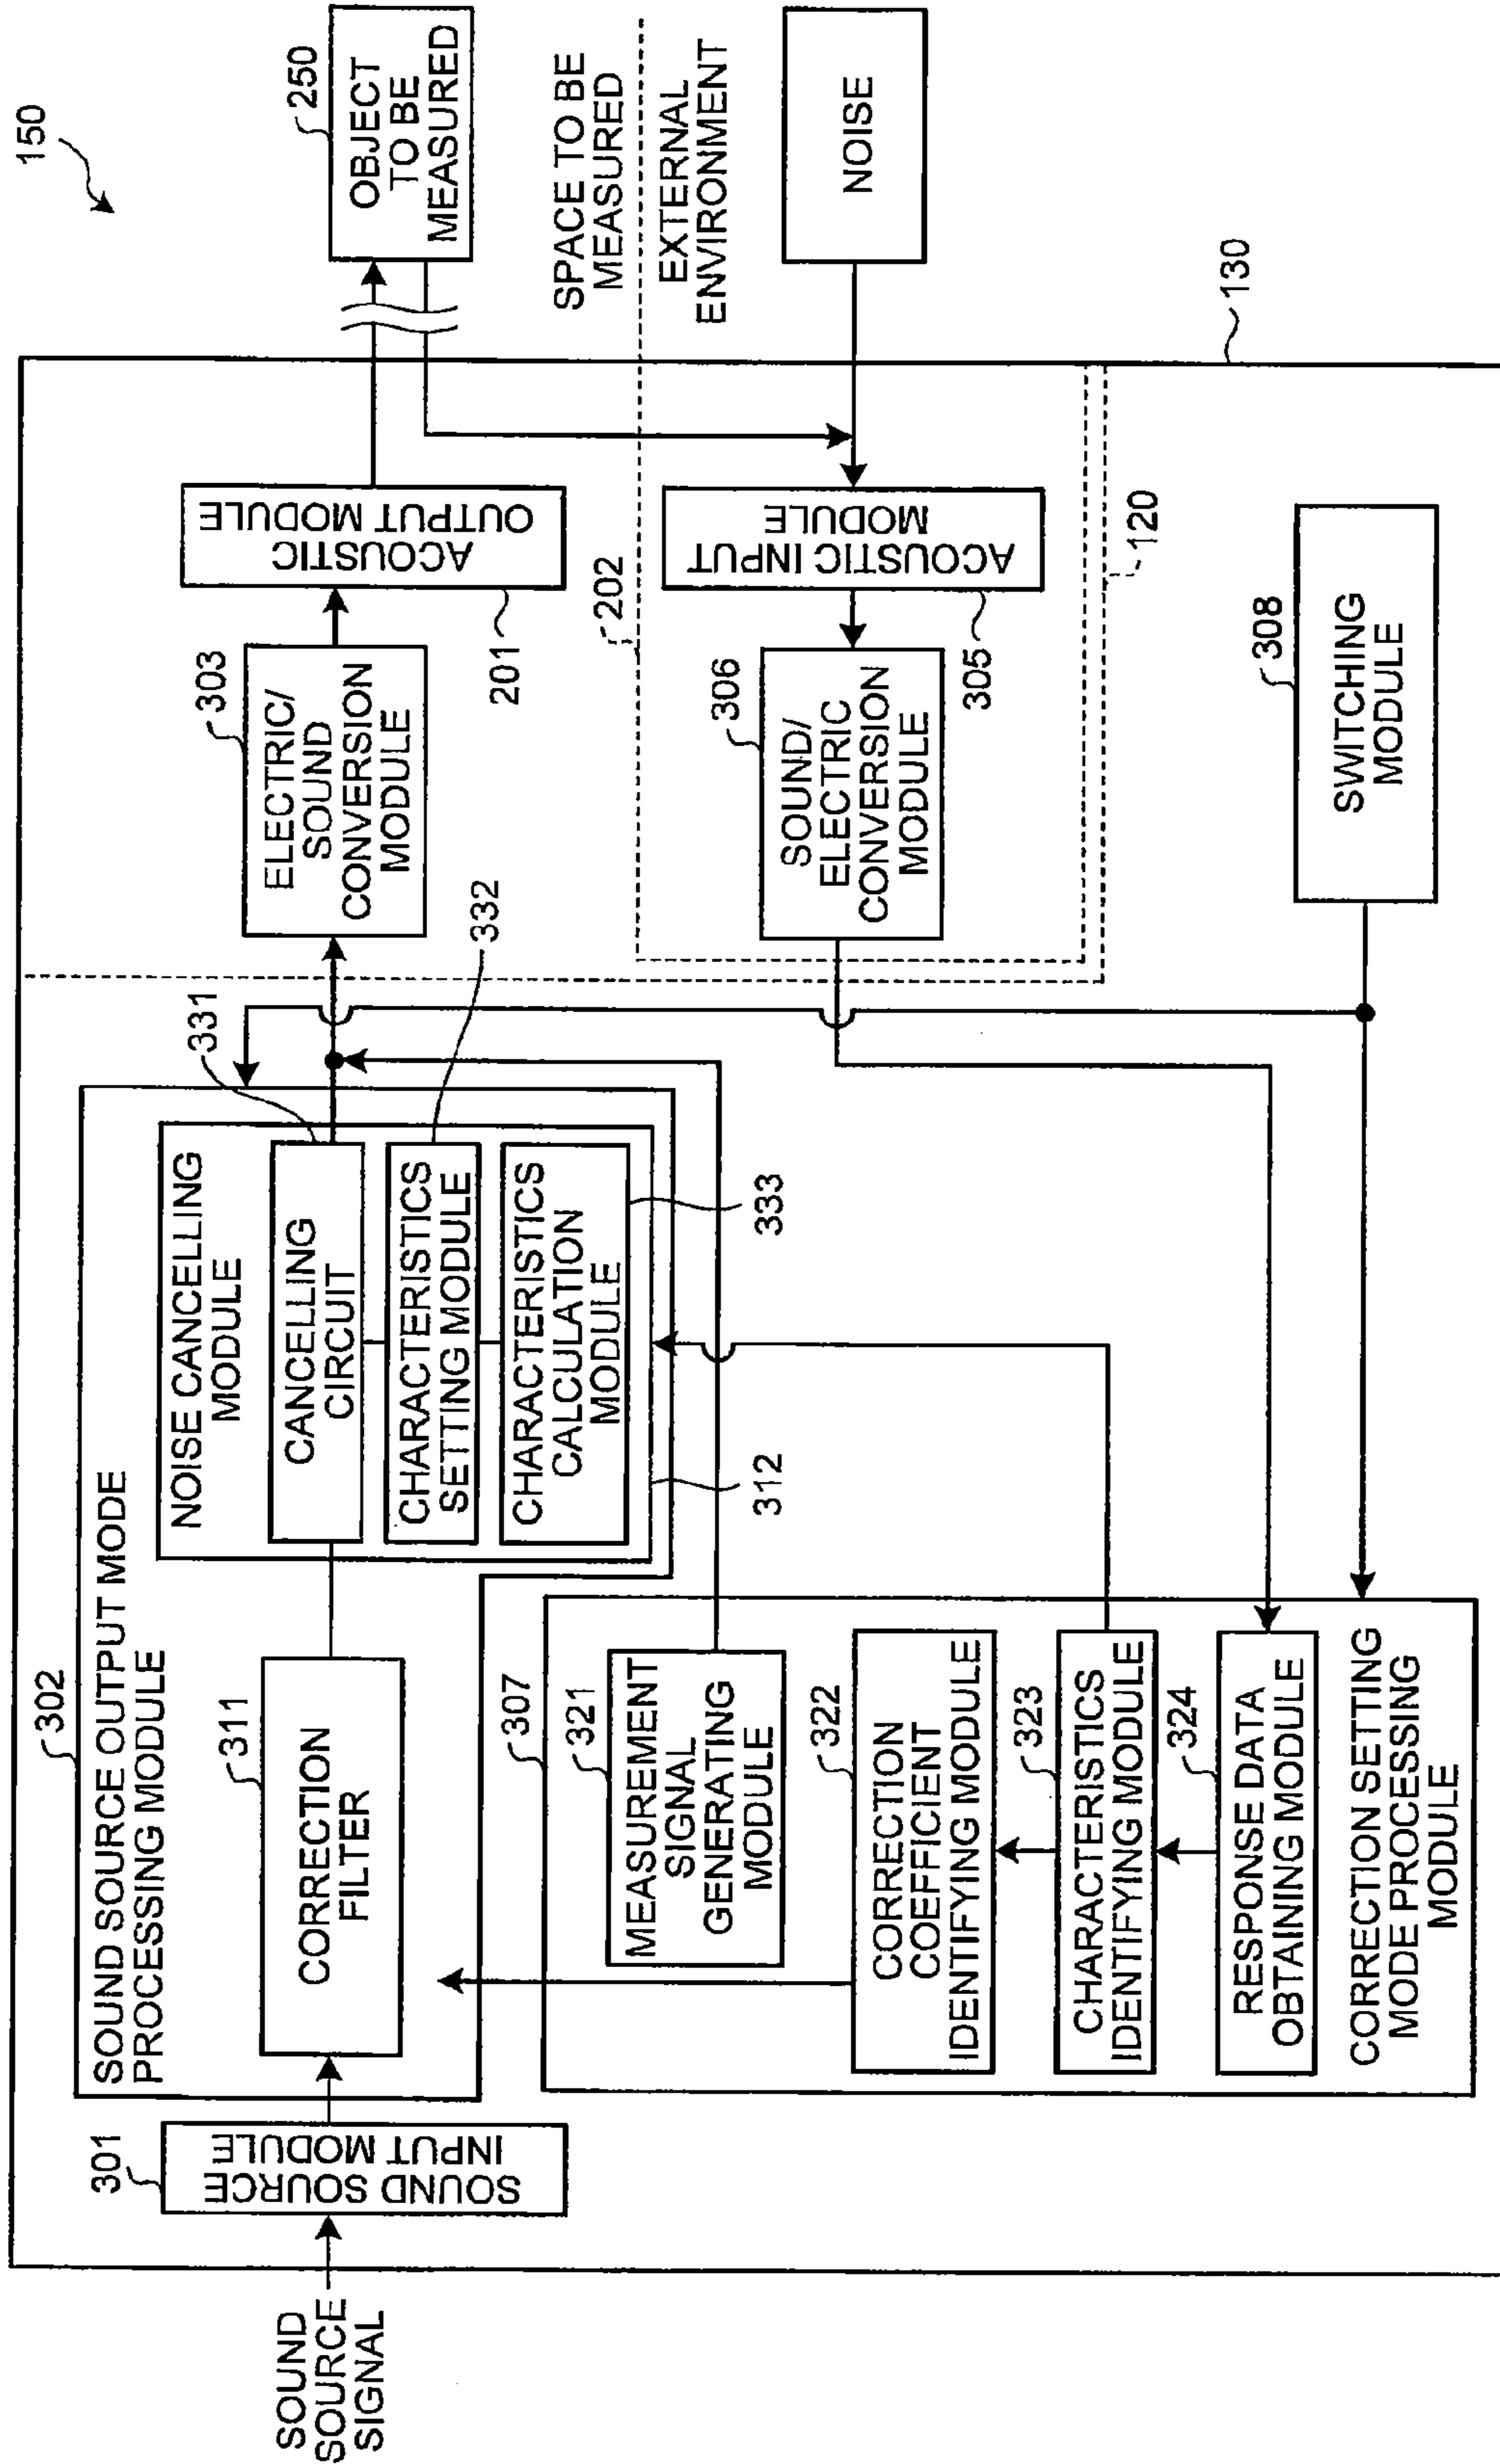 150
SOUND
SOURCE
SIGNAL
301
SOUND SOURCE
INPUT MODULE
302
SOUND SOURCE OUTPUT MODE
PROCESSING MODULE
311
CORRECTION
FILTER
NOISE CANCELLING
MODULE
CANCELLING
CIRCUIT
331
CHARACTERISTICS
SETTING MODULE
332
CHARACTERISTICS
CALCULATION
MODULE
333
312
303
ELECTRIC/
SOUND
CONVERSION
MODULE
ACOUSTIC
OUTPUT MODULE
201
250
OBJECT
TO BE
MEASURED
SPACE TO BE
MEASURED
EXTERNAL
ENVIRONMENT
NOISE
202
306
SOUND/
ELECTRIC
CONVERSION
MODULE
ACOUSTIC INPUT
MODULE
305
120
130
307
321
MEASUREMENT
SIGNAL
GENERATING
MODULE
322
CORRECTION
COEFFICIENT
IDENTIFYING MODULE
323
CHARACTERISTICS
IDENTIFYING MODULE
324
RESPONSE DATA
OBTAINING MODULE
CORRECTION SETTING
MODE PROCESSING
MODULE
308
SWITCHING
MODULE